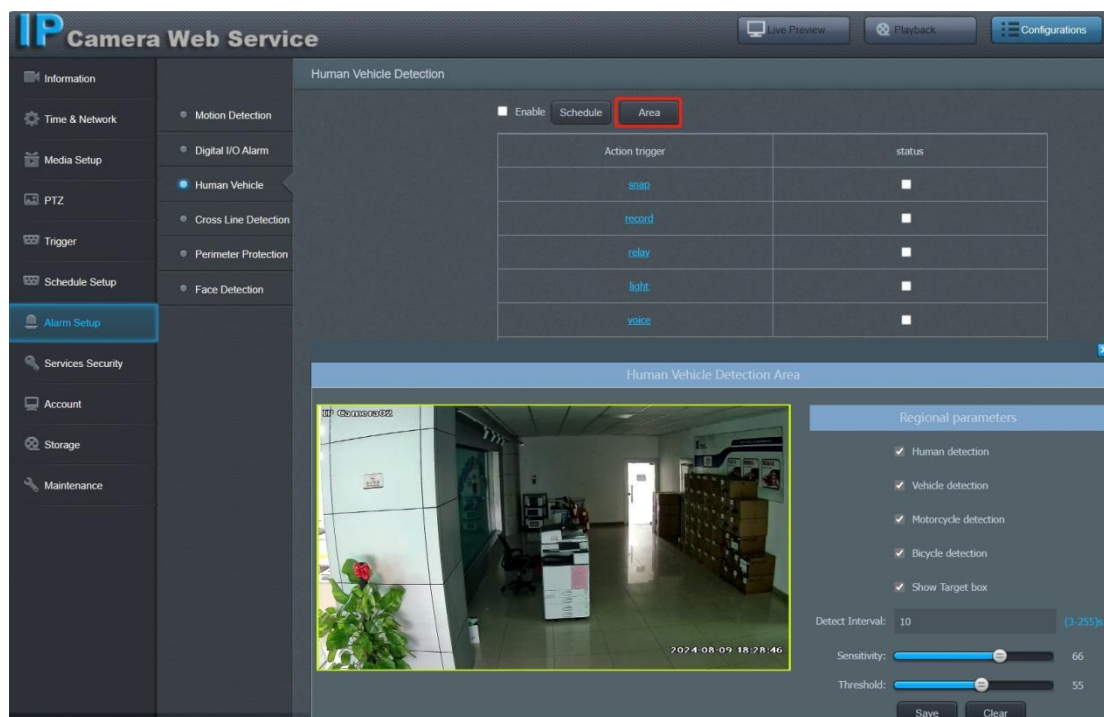 IP Camera Web Service
Live Preview
Playback
Configurations
Information
Time & Network
Media Setup
PTZ
Trigger
Schedule Setup
Alarm Setup
Services Security
Account
Storage
Maintenance
Motion Detection
Digital I/O Alarm
Human Vehicle
Cross Line Detection
Perimeter Protection
Face Detection
Human Vehicle Detection
Enable Schedule Area
Action trigger status
snap
record
relay
light
voice
Human Vehicle Detection Area
IP Camera02
2024-08-09 18:28:46
Regional parameters
Human detection
Vehicle detection
Motorcycle detection
Bicycle detection
Show Target box
Detect Interval: 10 (3-255)s
Sensitivity: 66
Threshold: 55
Save Clear